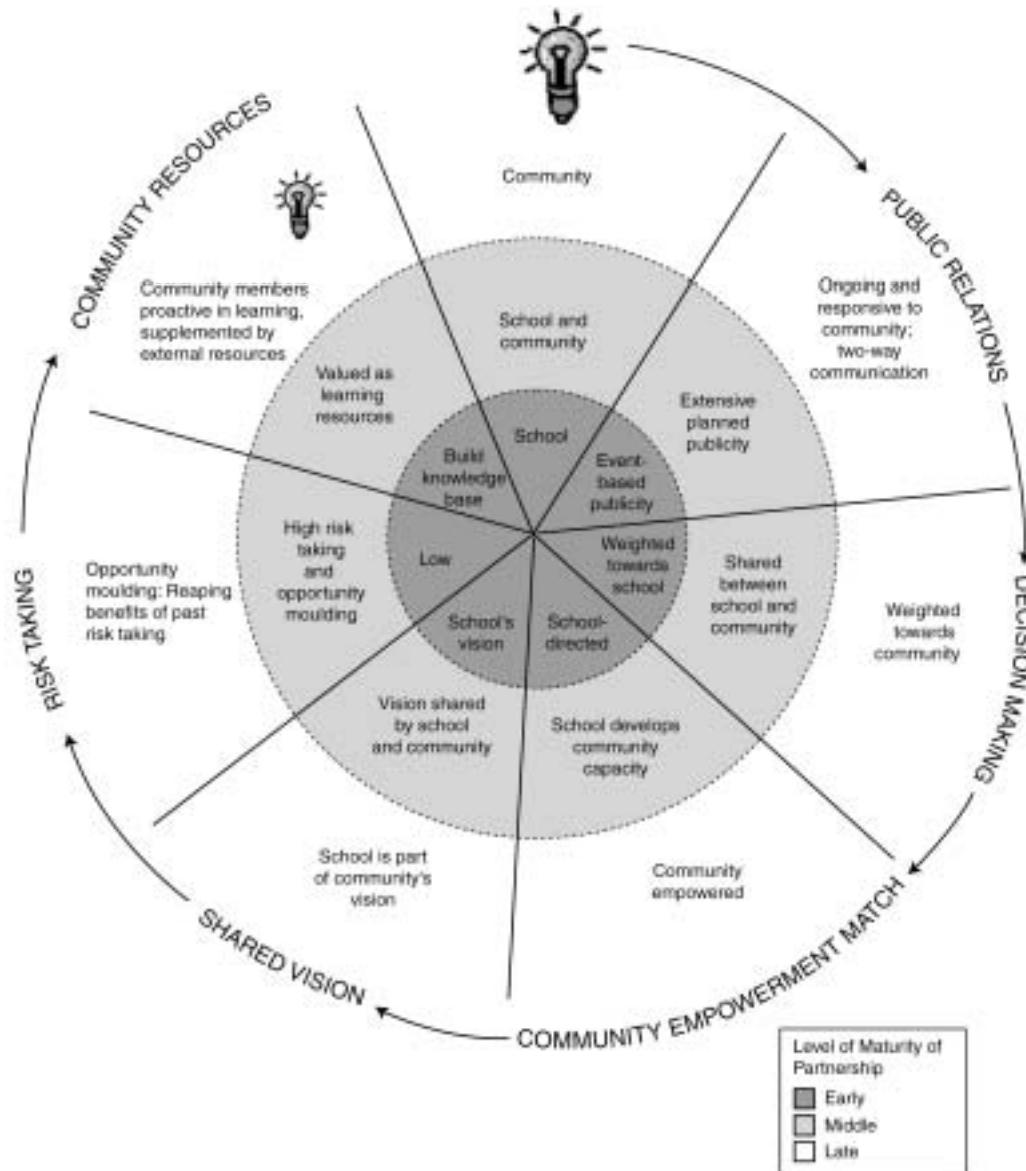 COMMUNITY RESOURCES
Community
PUBLIC RELATIONS
Community members
proactive in learning,
supplemented by
external resources
School and
community
Ongoing and
responsive to
community;
two-way
communication
Valued as
learning
resources
Extensive
planned
publicity
School
Build
knowledge
base
Event-
based
publicity
High risk
taking
and
opportunity
moulding
Low
Weighted
towards
school
Shared
between
school and
community
RISK TAKING
Opportunity
moulding: Reaping
benefits of past
risk taking
DECISION MAKING
Weighted
towards
community
School's
vision
School-
directed
Vision shared
by school
and community
School develops
community
capacity
School is part
of community's
vision
Community
empowered
SHARED VISION
COMMUNITY EMPOWERMENT MATCH
Level of Maturity of
Partnership
Early
Middle
Late